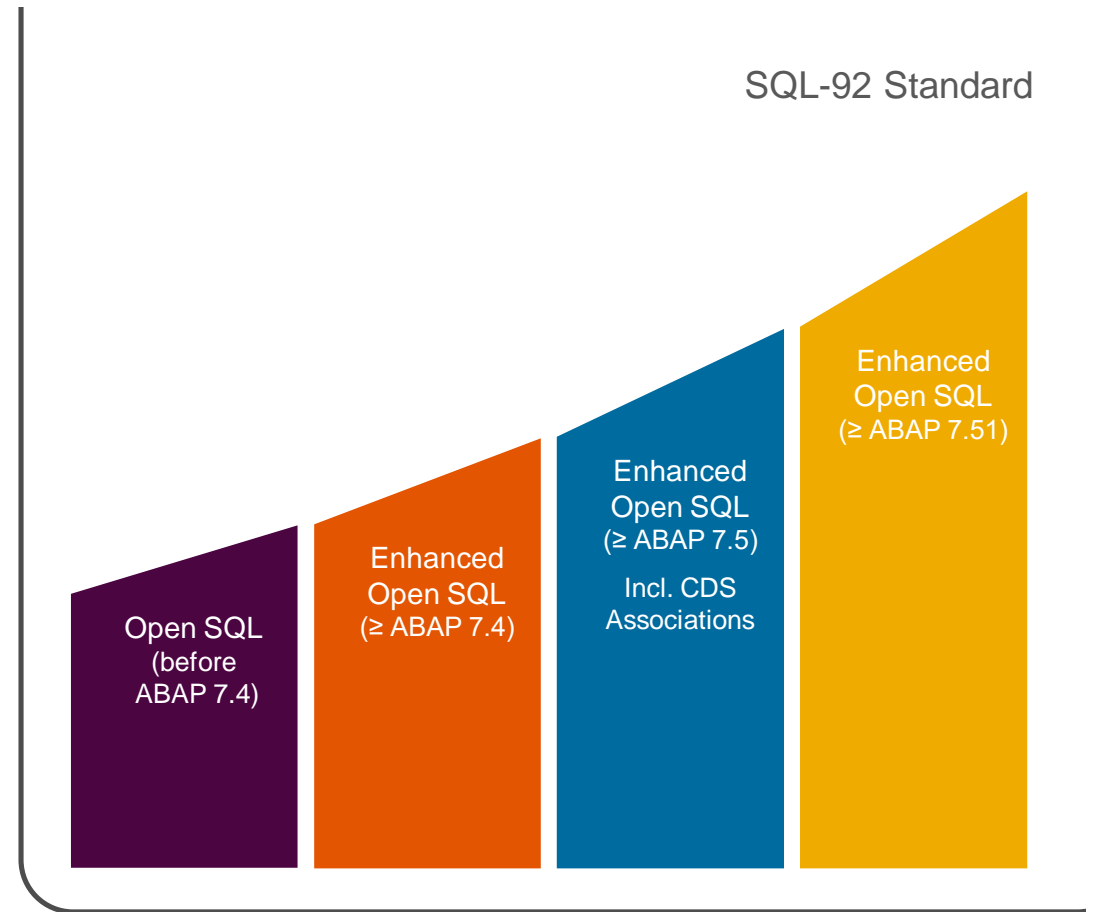 SQL-92 Standard
Open SQL
(before
ABAP 7.4)
Enhanced
Open SQL
(≥ ABAP 7.4)
Enhanced
Open SQL
(≥ ABAP 7.5)
Incl. CDS
Associations
Enhanced
Open SQL
(≥ ABAP 7.51)